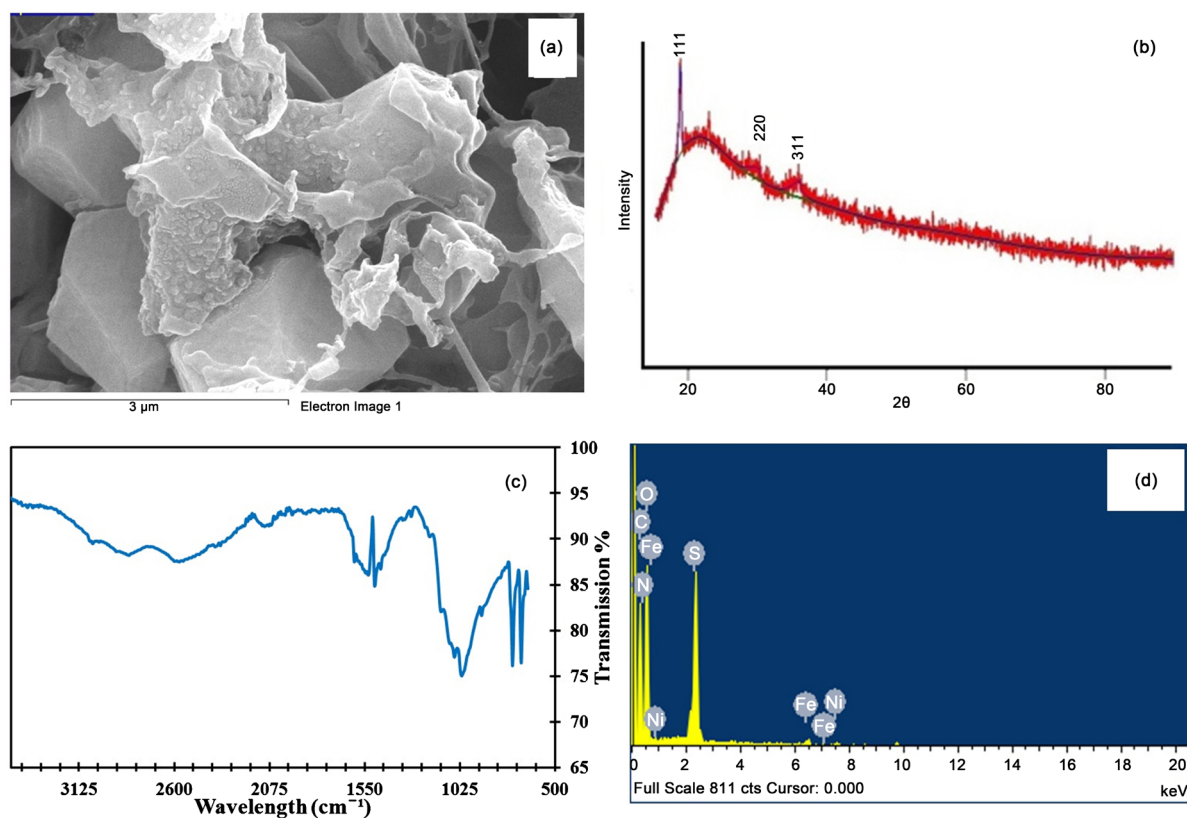 (a)
3 µm
Electron Image 1
(b)
111
220
311
Intensity
20
40
60
80
2θ
(c)
100
95
90
85
80
75
70
65
Transmission %
3125
2600
2075
1550
1025
500
Wavelength (cm⁻¹)
(d)
O
C
Fe
N
S
Ni
Fe
Fe
Ni
0
2
4
6
8
10
12
14
16
18
20
Full Scale 811 cts Cursor: 0.000
keV